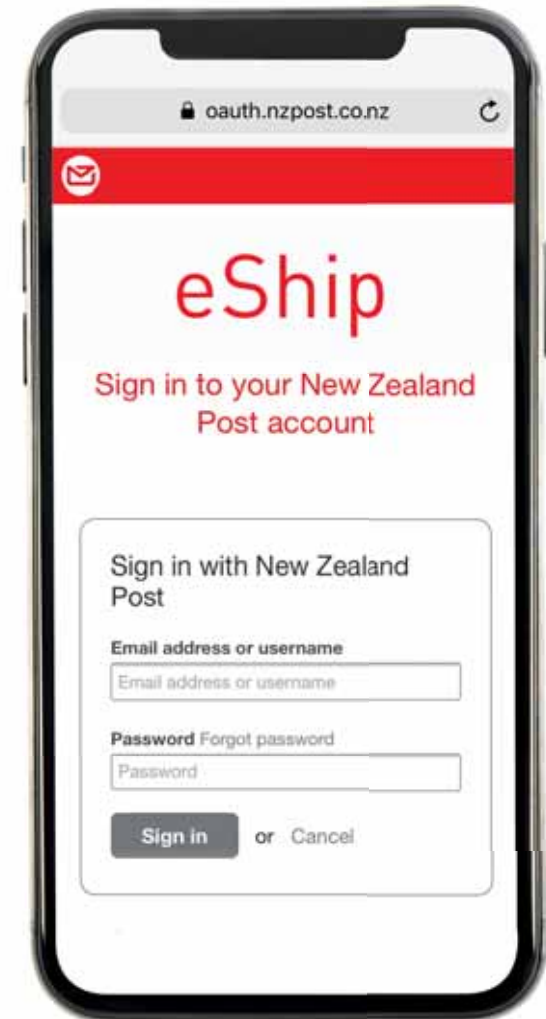 oauth.nzpost.co.nz
eShip
Sign in to your New Zealand
Post account
Sign in with New Zealand
Post
Email address or username
Email address or username
Password Forgot password
Password
Sign in or Cancel